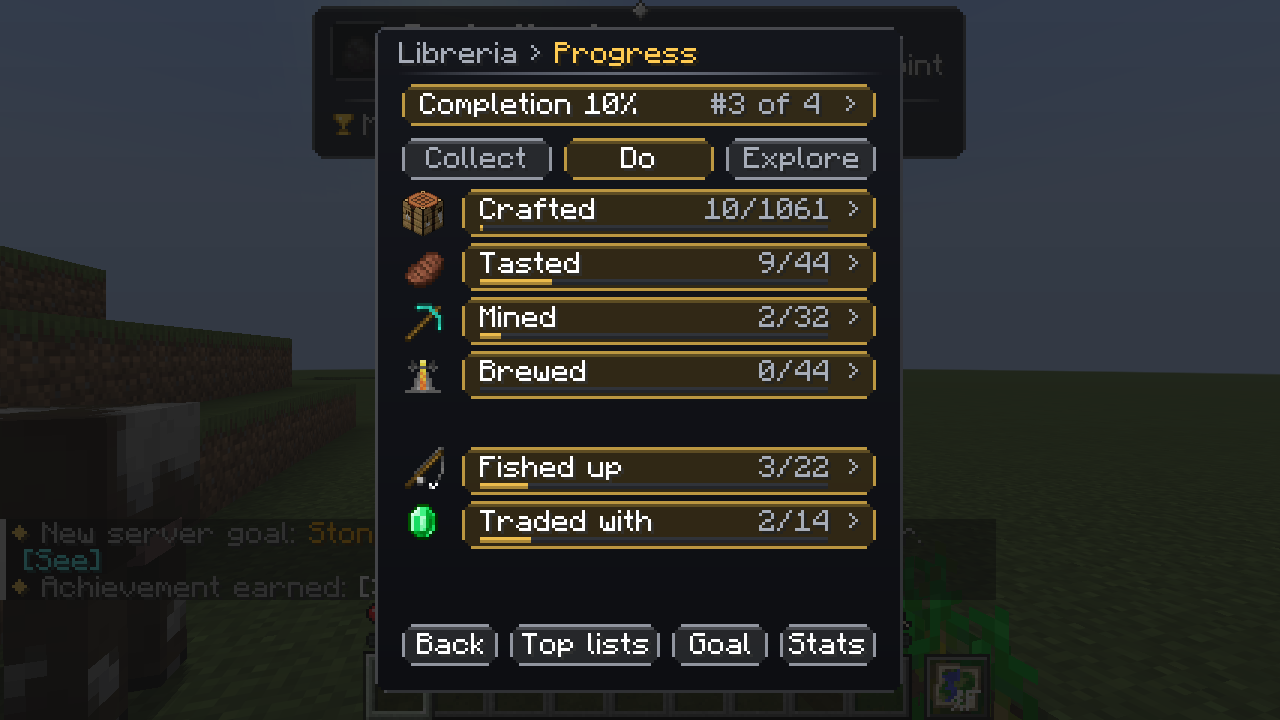 Libreria > Progress
Completion 10% #3 of 4 >
Collect Do Explore
Crafted 10/1061 >
Tasted 9/44 >
Mined 2/32 >
Brewed 0/44 >
Fished up 3/22 >
Traded with 2/14 >
New server goal:
[See]
Achievement earned:
Back Top lists Goal Stats